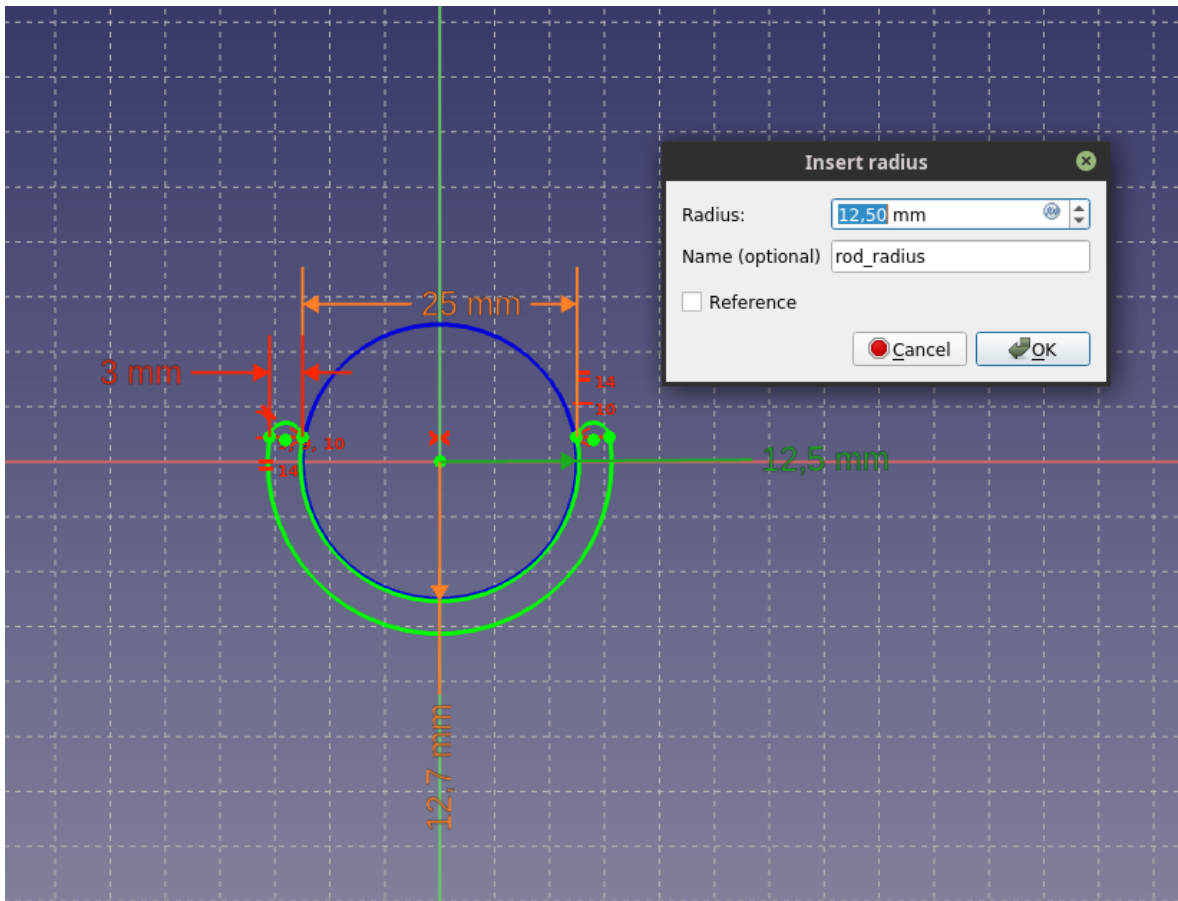 Insert radius
Radius:
12,50 mm
Name (optional)
rod_radius
Reference
Cancel
OK
25 mm
3 mm
14
10
10
14
12,5 mm
12,7 mm